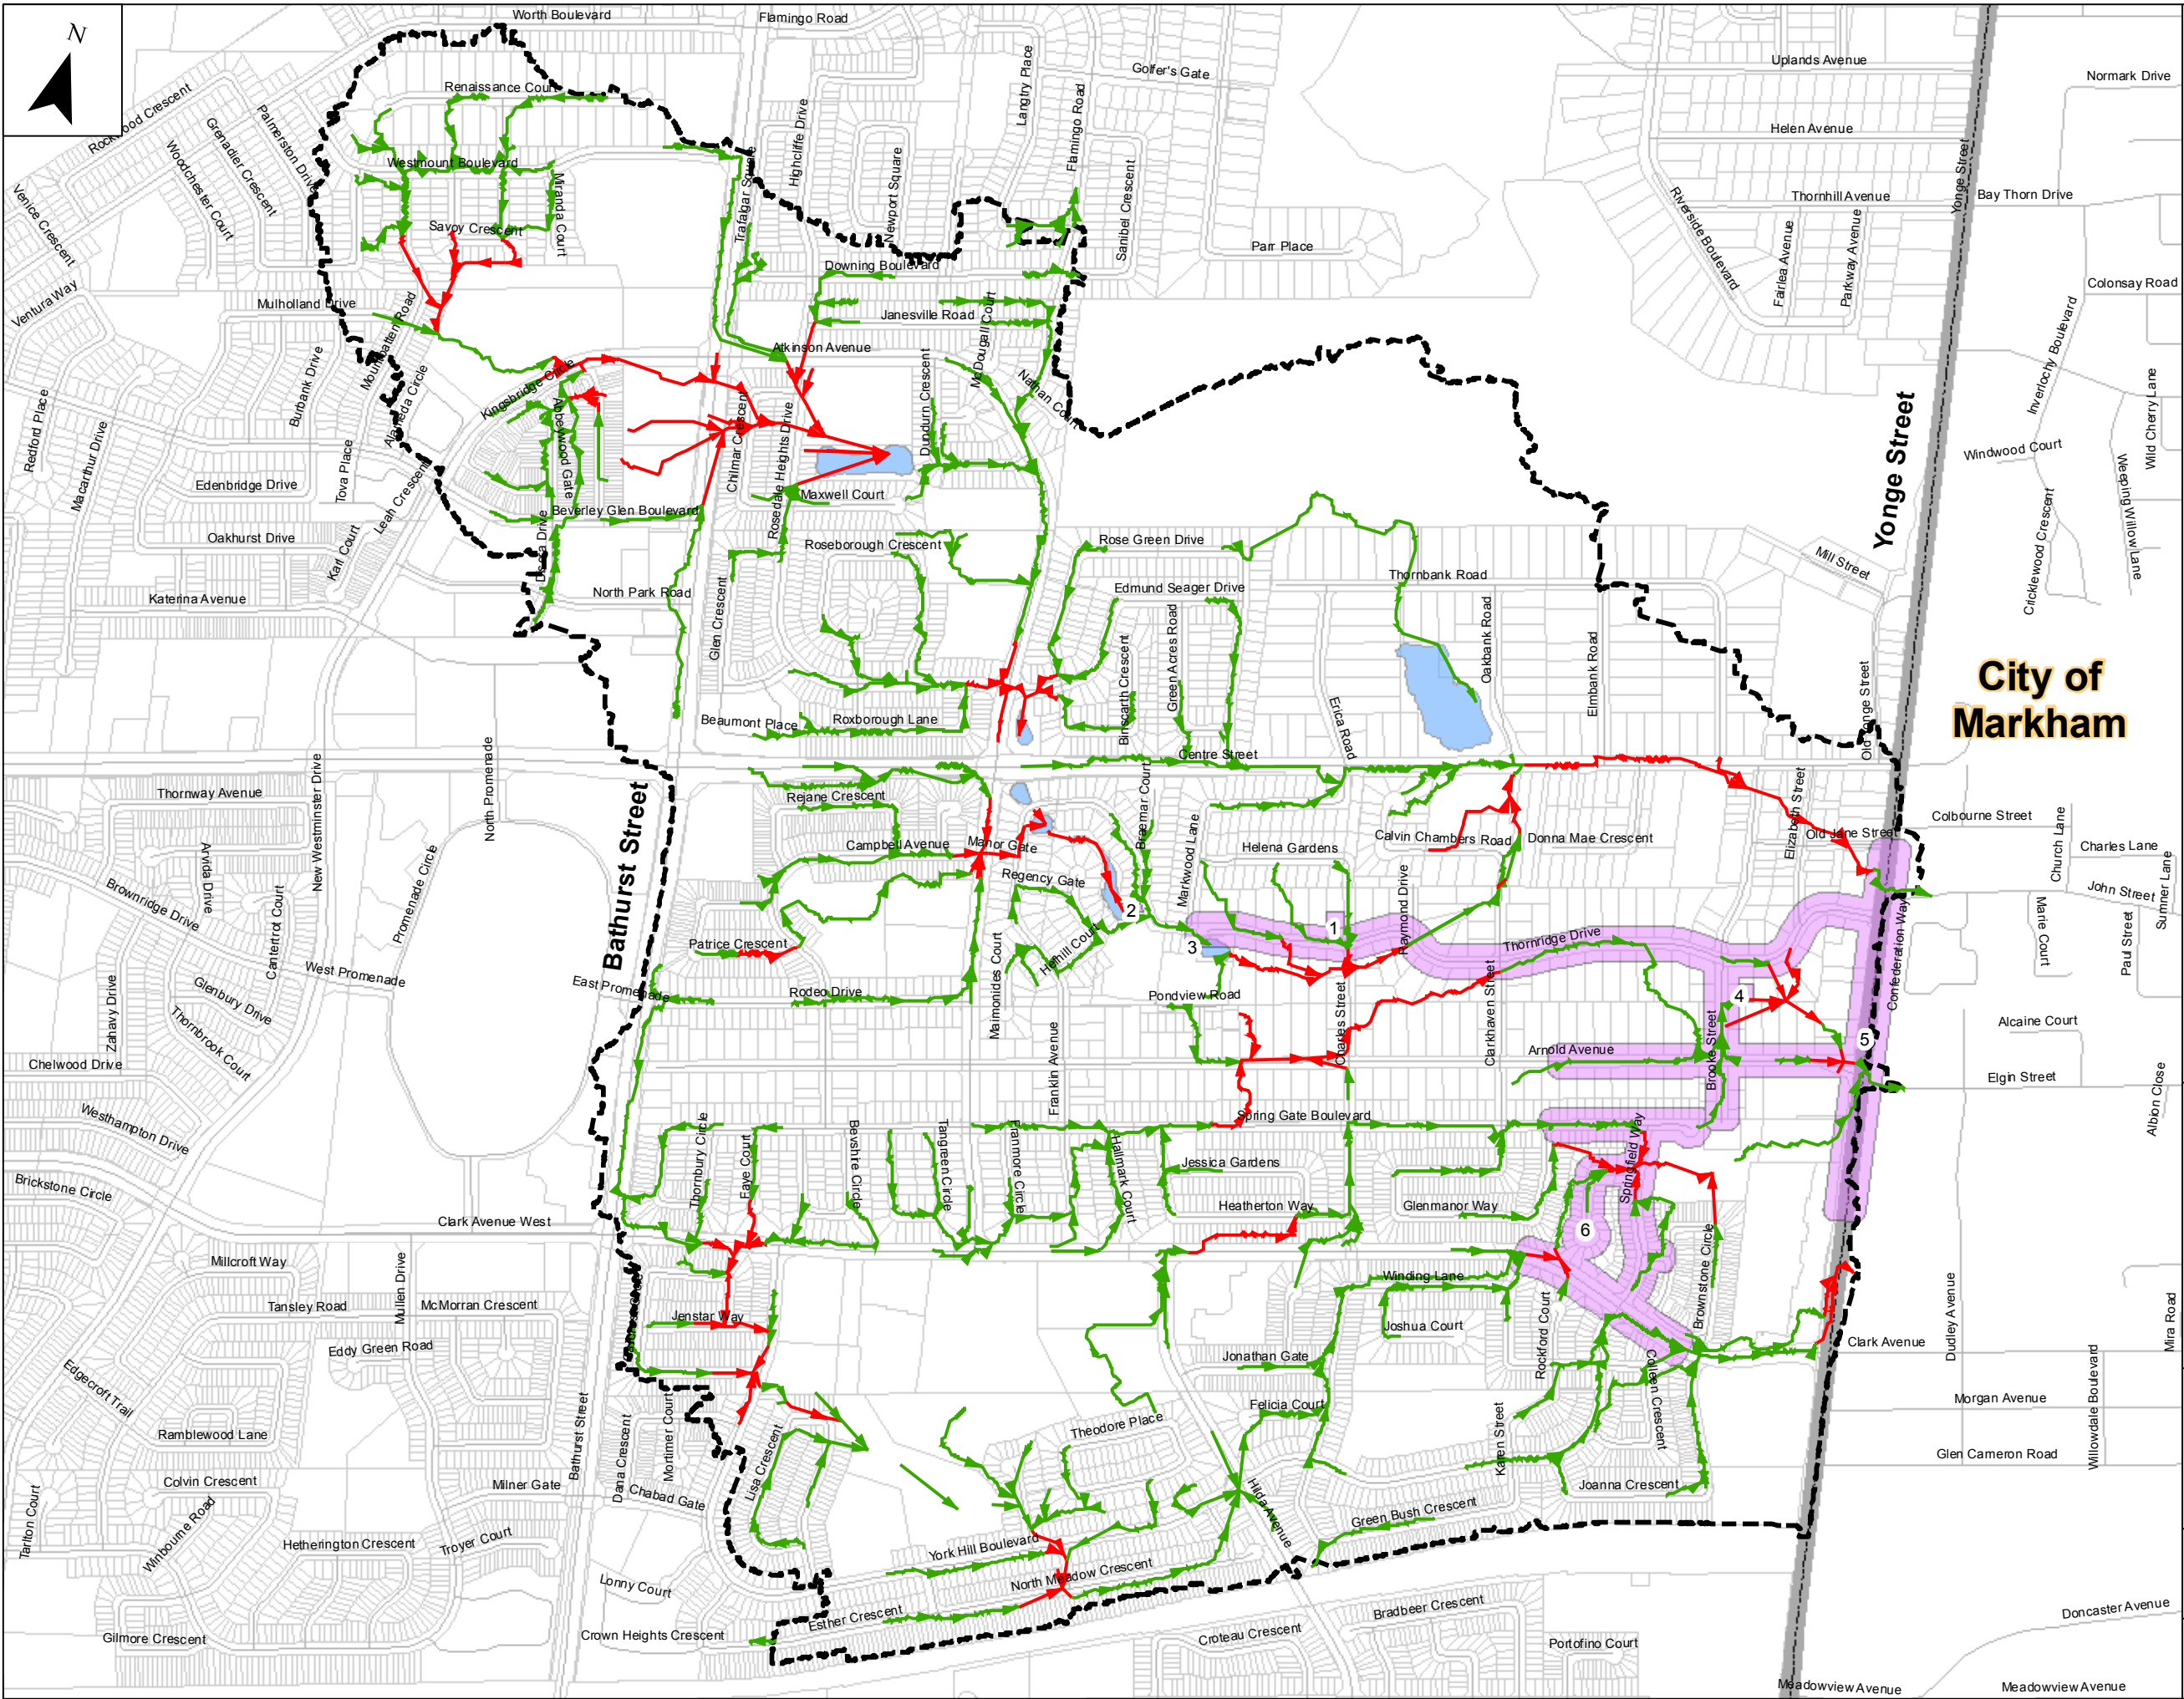 N
Worth Boulevard
Flamingo Road
Golfer's Gate
Langtry Place
Flamingo Road
Uplands Avenue
Normark Drive
Renaissance Court
Rockwood Crescent
Palmerston Drive
Grenadier Crescent
Woodchester Court
Venice Crescent
Westmount Boulevard
Miranda Court
Savoy Crescent
Trafalgar Square
Highcliffe Drive
Newport Square
Sanibel Crescent
Helen Avenue
Yonge Street
Thornhill Avenue
Bay Thorn Drive
Riverside Boulevard
Fairlea Avenue
Parkway Avenue
Parr Place
Downing Boulevard
Colonsay Road
Ventura Way
Mulholland Drive
Mountbatten Road
Janesville Road
McDougall Court
Atkinson Avenue
Inverlochy Boulevard
Burbank Drive
Alameda Circle
Kingsbridge Circle
Abbeywood Gate
Dundurn Crescent
Nathan Court
Wild Cherry Lane
Redford Place
Macarthur Drive
Tova Place
Chilmar Crescent
Rosedale Heights Drive
Windwood Court
Weeping Willow Lane
Edenbridge Drive
Leah Crescent
Maxwell Court
Beverley Glen Boulevard
Yonge Street
Cricklewood Crescent
Oakhurst Drive
Karl Court
Disera Drive
Roseborough Crescent
Rose Green Drive
Mill Street
Thornbank Road
Edmund Seager Drive
Katerina Avenue
North Park Road
Glen Crescent
Binscarth Crescent
Green Acres Road
Oakbank Road
Elmbank Road
Erica Road
Old Yonge Street
City of
Markham
Beaumont Place
Roxborough Lane
Centre Street
New Westminster Drive
North Promenade
Bathurst Street
Thornway Avenue
Rejane Crescent
Braemar Court
Markwood Lane
Elizabeth Street
Colbourne Street
Arvida Drive
Campbell Avenue
Manor Gate
Helena Gardens
Calvin Chambers Road
Donna Mae Crescent
Old Jane Street
Church Lane
Charles Lane
Brownridge Drive
Cantertrot Court
Promenade Circle
Regency Gate
Raymond Drive
John Street
Sumner Lane
2
1
3
Patrice Crescent
Hefhill Court
Thornridge Drive
Confederation Way
Marie Court
Paul Street
West Promenade
East Promenade
Rodeo Drive
Maimonides Court
Pondview Road
Clarkhaven Street
4
Zahavy Drive
Glenbury Drive
Thornbrook Court
Charles Street
Alcaine Court
5
Chelwood Drive
Arnold Avenue
Brooke Street
Elgin Street
Franklin Avenue
Albion Close
Westhampton Drive
Spring Gate Boulevard
Thornbury Circle
Faye Court
Bevshire Circle
Tangreen Circle
Franmore Circle
Hallmark Court
Jessica Gardens
Springfield Way
Brickstone Circle
Heatherton Way
Glenmanor Way
6
Clark Avenue West
Millcroft Way
Mullen Drive
Winding Lane
Brownstone Circle
Dudley Avenue
Mira Road
Tansley Road
McMorran Crescent
Jenstar Way
Joshua Court
Rockford Court
Eddy Green Road
Jonathan Gate
Colleen Crescent
Clark Avenue
Edgecroft Trail
Bathurst Street
Mortimer Court
Felicia Court
Morgan Avenue
Willowdale Boulevard
Ramblewood Lane
Dana Crescent
Lisa Crescent
Theodore Place
Karen Street
Glen Cameron Road
Colvin Crescent
Milner Gate
Chabad Gate
Joanna Crescent
Tarlton Court
Winbourne Road
Hilda Avenue
Green Bush Crescent
Hetherington Crescent
Troyer Court
York Hill Boulevard
North Meadow Crescent
Lonny Court
Esther Crescent
Bradbeer Crescent
Doncaster Avenue
Gilmore Crescent
Crown Heights Crescent
Croteau Crescent
Portofino Court
Meadowview Avenue
Meadowview Avenue